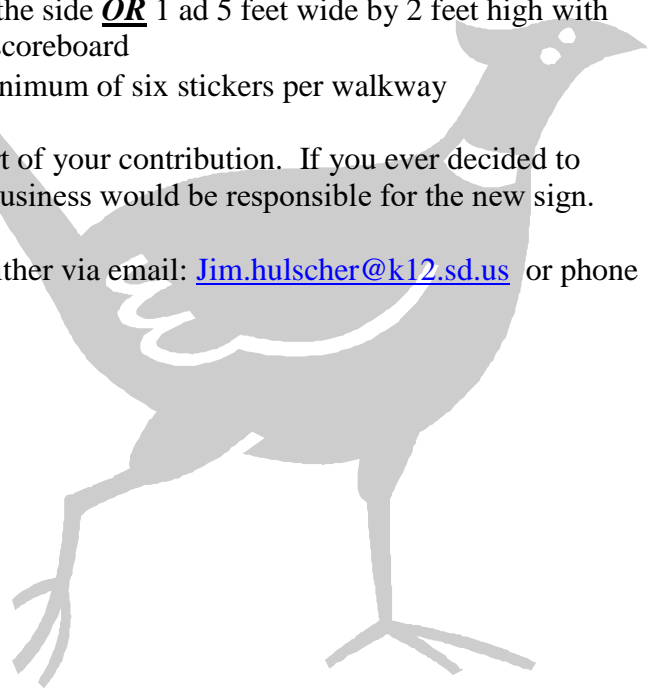 the side OR 1 ad 5 feet wide by 2 feet high with
scoreboard
nimum of six stickers per walkway
t of your contribution.  If you ever decided to
usiness would be responsible for the new sign.
ither via email: Jim.hulscher@k12.sd.us  or phone